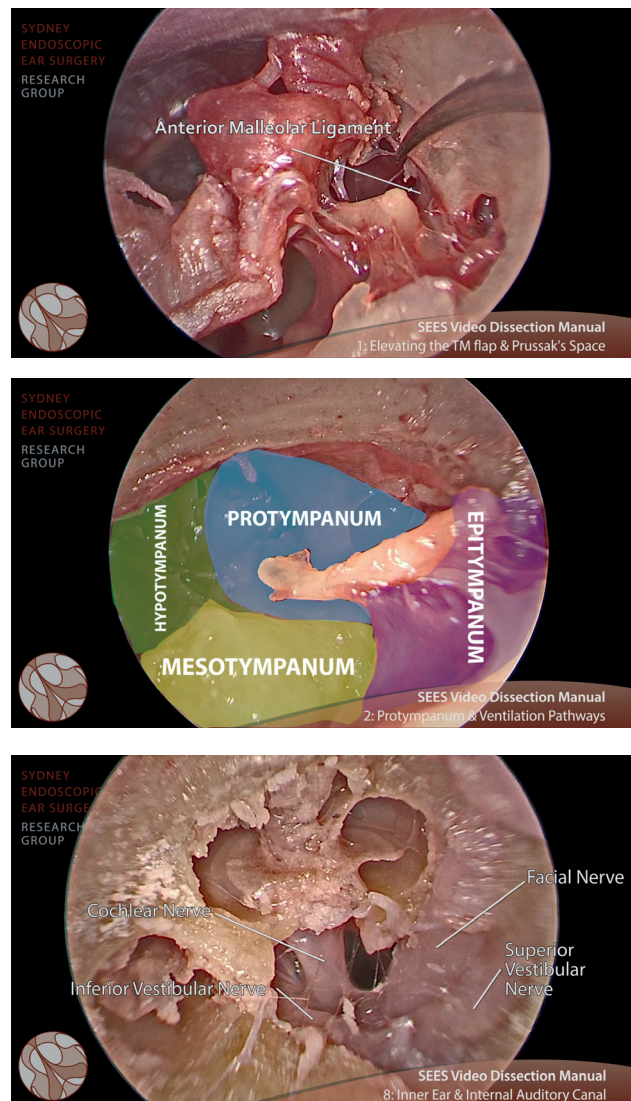 SYDNEY
ENDOSCOPIC
EAR SURGERY
RESEARCH
GROUP
Anterior Malleolar Ligament
SEES Video Dissection Manual
1: Elevating the TM flap & Prussak's Space
SYDNEY
ENDOSCOPIC
EAR SURGERY
RESEARCH
GROUP
HYPOTYMPANUM
PROTYMPANUM
EPITYMPANUM
MESOTYMPANUM
SEES Video Dissection Manual
2: Protympanum & Ventilation Pathways
SYDNEY
ENDOSCOPIC
EAR SURGERY
RESEARCH
GROUP
Cochlear Nerve
Facial Nerve
Superior
Vestibular
Nerve
Inferior Vestibular Nerve
SEES Video Dissection Manual
8: Inner Ear & Internal Auditory Canal